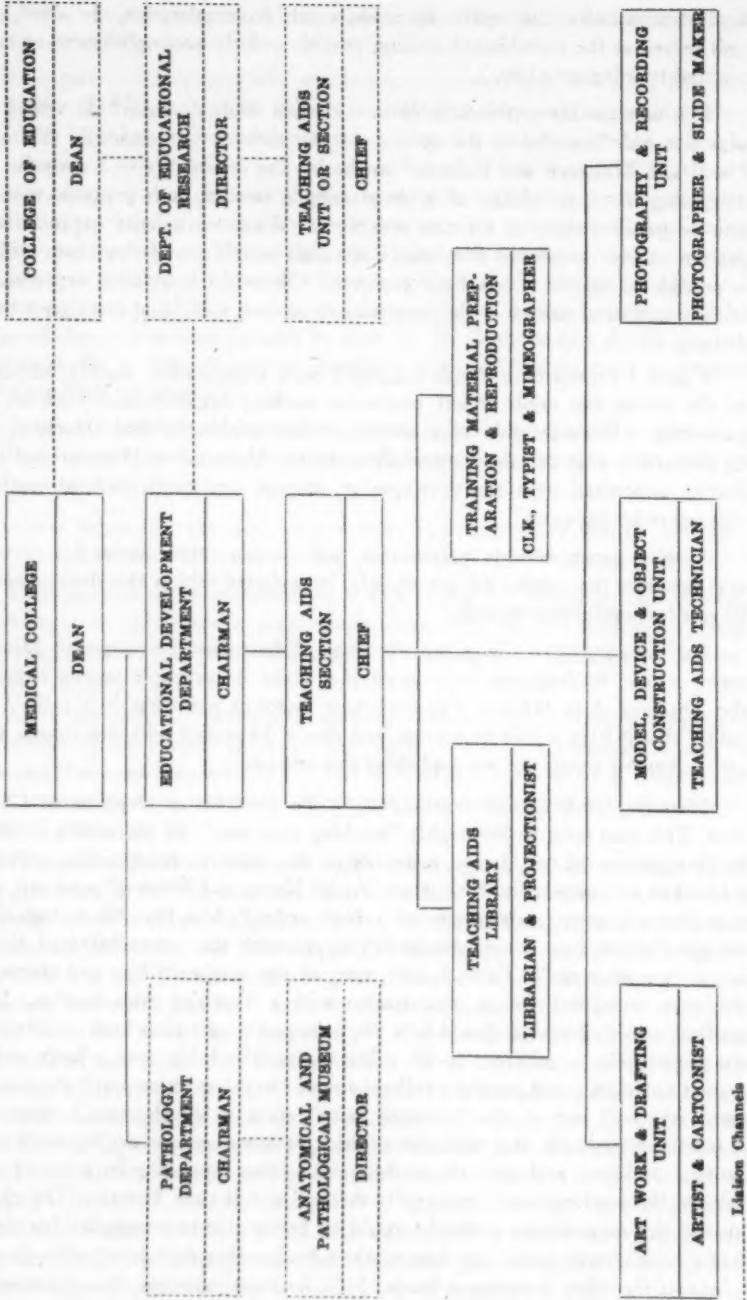 MEDICAL COLLEGE
DEAN
COLLEGE OF EDVATION
DEAN
PATHOLOGY
DEPARTMENT
CHAIRMAN
EDUCATIONAL DEVELOPMENT
DEPARTMENT
CHAIRMAN
DEPT. OF EDUCATIONAL
RESEARCH
DIRECTOR
ANATOMICAL AND
PATHOLOGICAL MUSEUM
DIRECTOR
TEACHING AIDS
SECTION
CHIEF
TEACHING AIDS
UNIT OR SECTION
CHIEF
TEACHING AIDS
LIBRARY
LIBRARIAN & PROJECTIONIST
TRAINING MATERIAL PREP-
ARATION & REPRODUCTION
CLK., TYPIST & MIMEOGRAPHER
ART WORK & DRAFTING
UNIT
ARTIST & CARTOONIST
MODEL, DEVICE & OBJECT
CONSTRUCTION UNIT
TEACHING AIDS TECHNICIAN
PHOTOGRAPHY & RECORDING
UNIT
PHOTOGRAPHER, & SLIDE MAKER
Liaison Channels